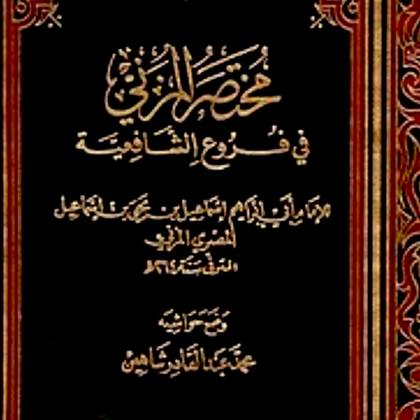 مختصر المزني
في فروع الشافعية
للإمام أبي إبراهيم إسماعيل بن يحيى بن إسماعيل
المصري المزني
المتوفى سنة ٢٦٤هـ
وضع حواشيه
محمد عبد القادر شاهين